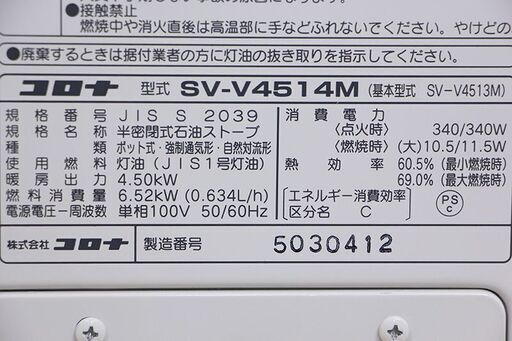 ●接触禁止
燃焼中や消火直後は高温部に手などふれないでください。やけどの
●廃棄するときは据付業者の方に灯油の抜き取りを指示してください。
コロナ 型式 SV-V4514M (基本型式 SV-V4513M)
規格番号 JIS S 2039
規格名称 半密閉式石油ストーブ
種類 ポット式・強制通気形・自然対流形
使用燃料 灯油(JIS1号灯油)
暖房出力 4.50kW
燃料消費量 6.52kW (0.634L/h)
電源電圧-周波数 単相100V 50/60Hz
消費電力
〈点火時〉 340/340W
〈燃焼時〉(大)10.5/11.5W
熱効率 60.5%(最小燃焼時)
69.0%(最大燃焼時)
[エネルギー消費効率]
区分名 C
PS
C
株式会社 コロナ 製造番号 5030412